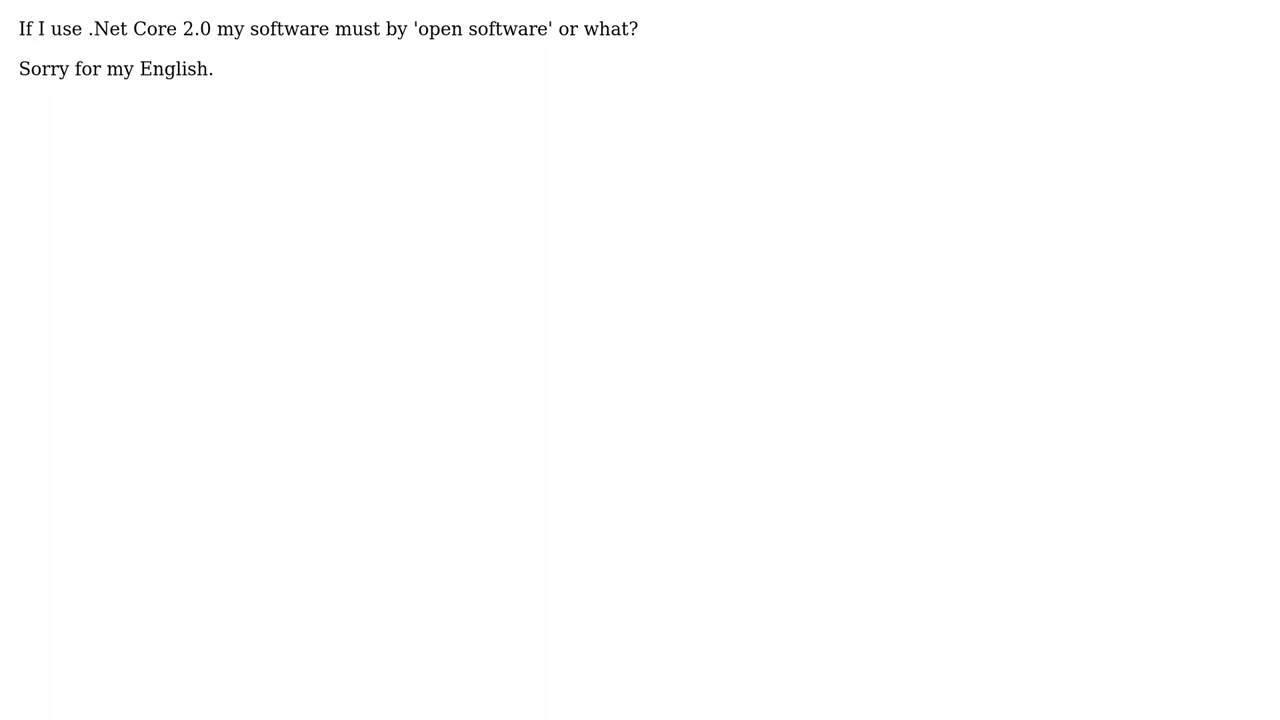 If I use .Net Core 2.0 my software must by 'open software' or what?
Sorry for my English.